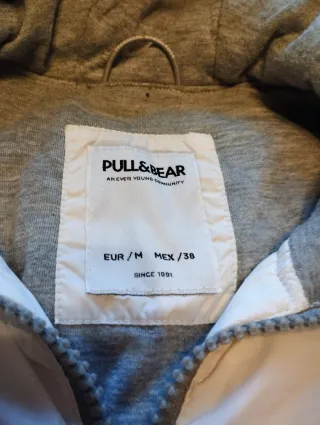 PULL&BEAR
AN EVER YOUNG COMMUNITY
EUR / M MEX / 38
SINCE 1991